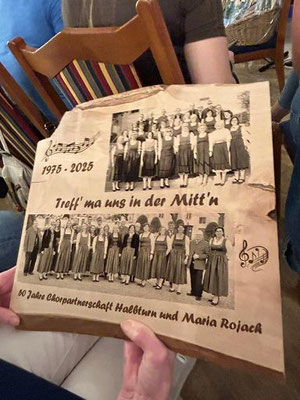 1975 - 2025
Treff' ma uns in der Mitt'n
50 Jahre Chorpartnerschaft Halbturn und Maria Rojach